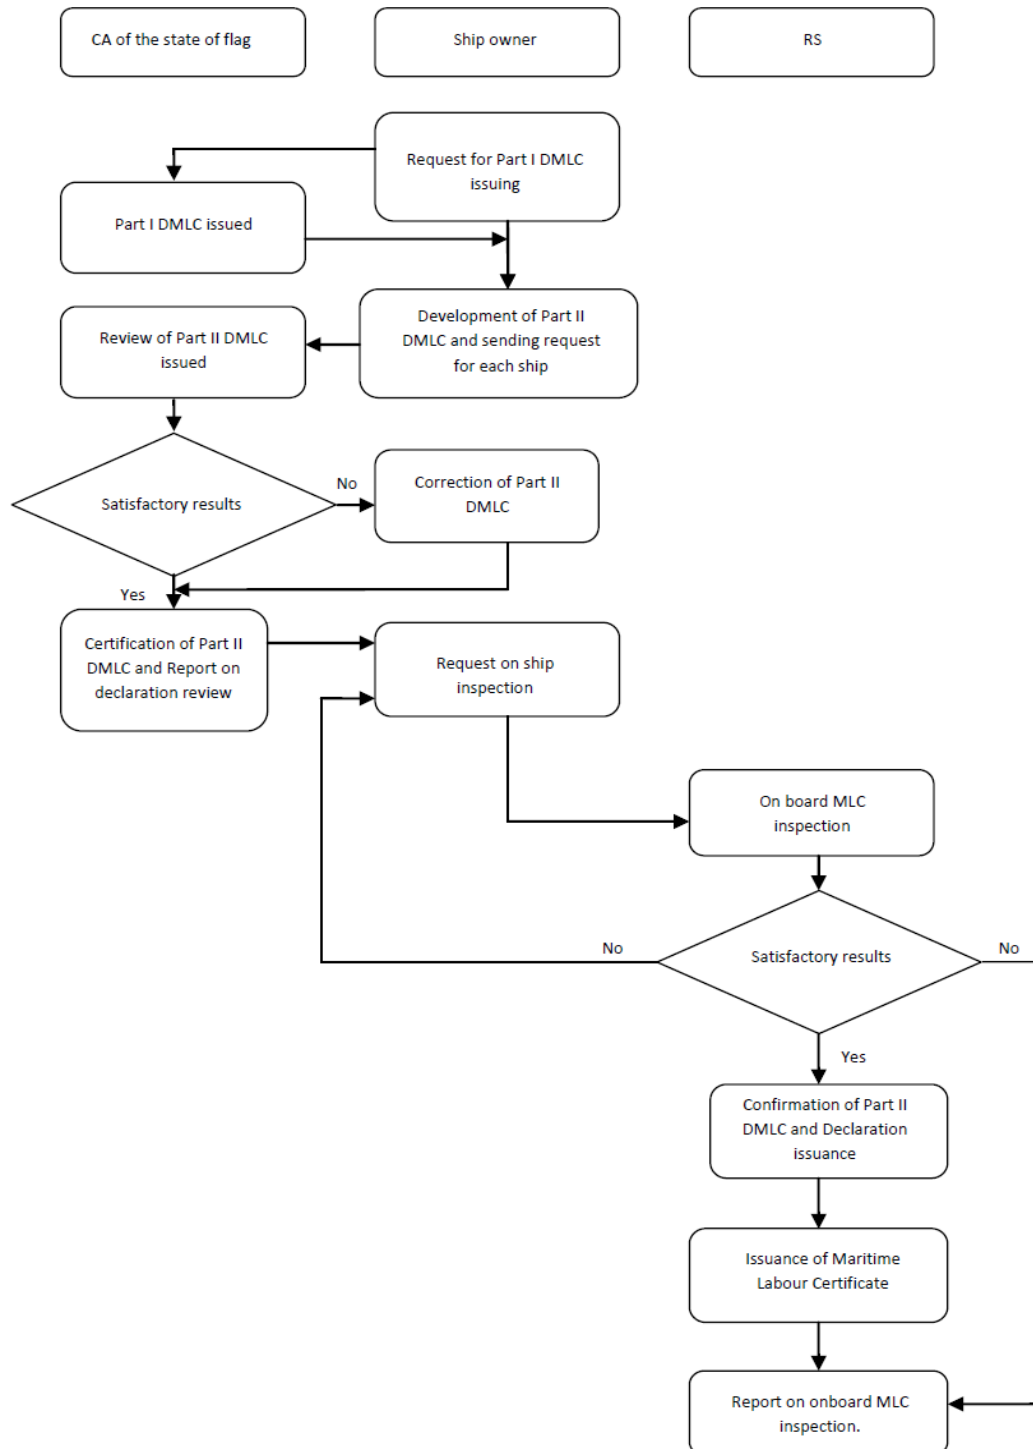 CA of the state of flag
Ship owner
RS
Request for Part I DMLC
issuing
Part I DMLC issued
Development of Part II
DMLC and sending request
for each ship
Review of Part II DMLC
issued
Satisfactory results
No
Correction of Part II
DMLC
Yes
Certification of Part II
DMLC and Report on
declaration review
Request on ship
inspection
On board MLC
inspection
No
Satisfactory results
No
Yes
Confirmation of Part II
DMLC and Declaration
issuance
Issuance of Maritime
Labour Certificate
Report on onboard MLC
inspection.